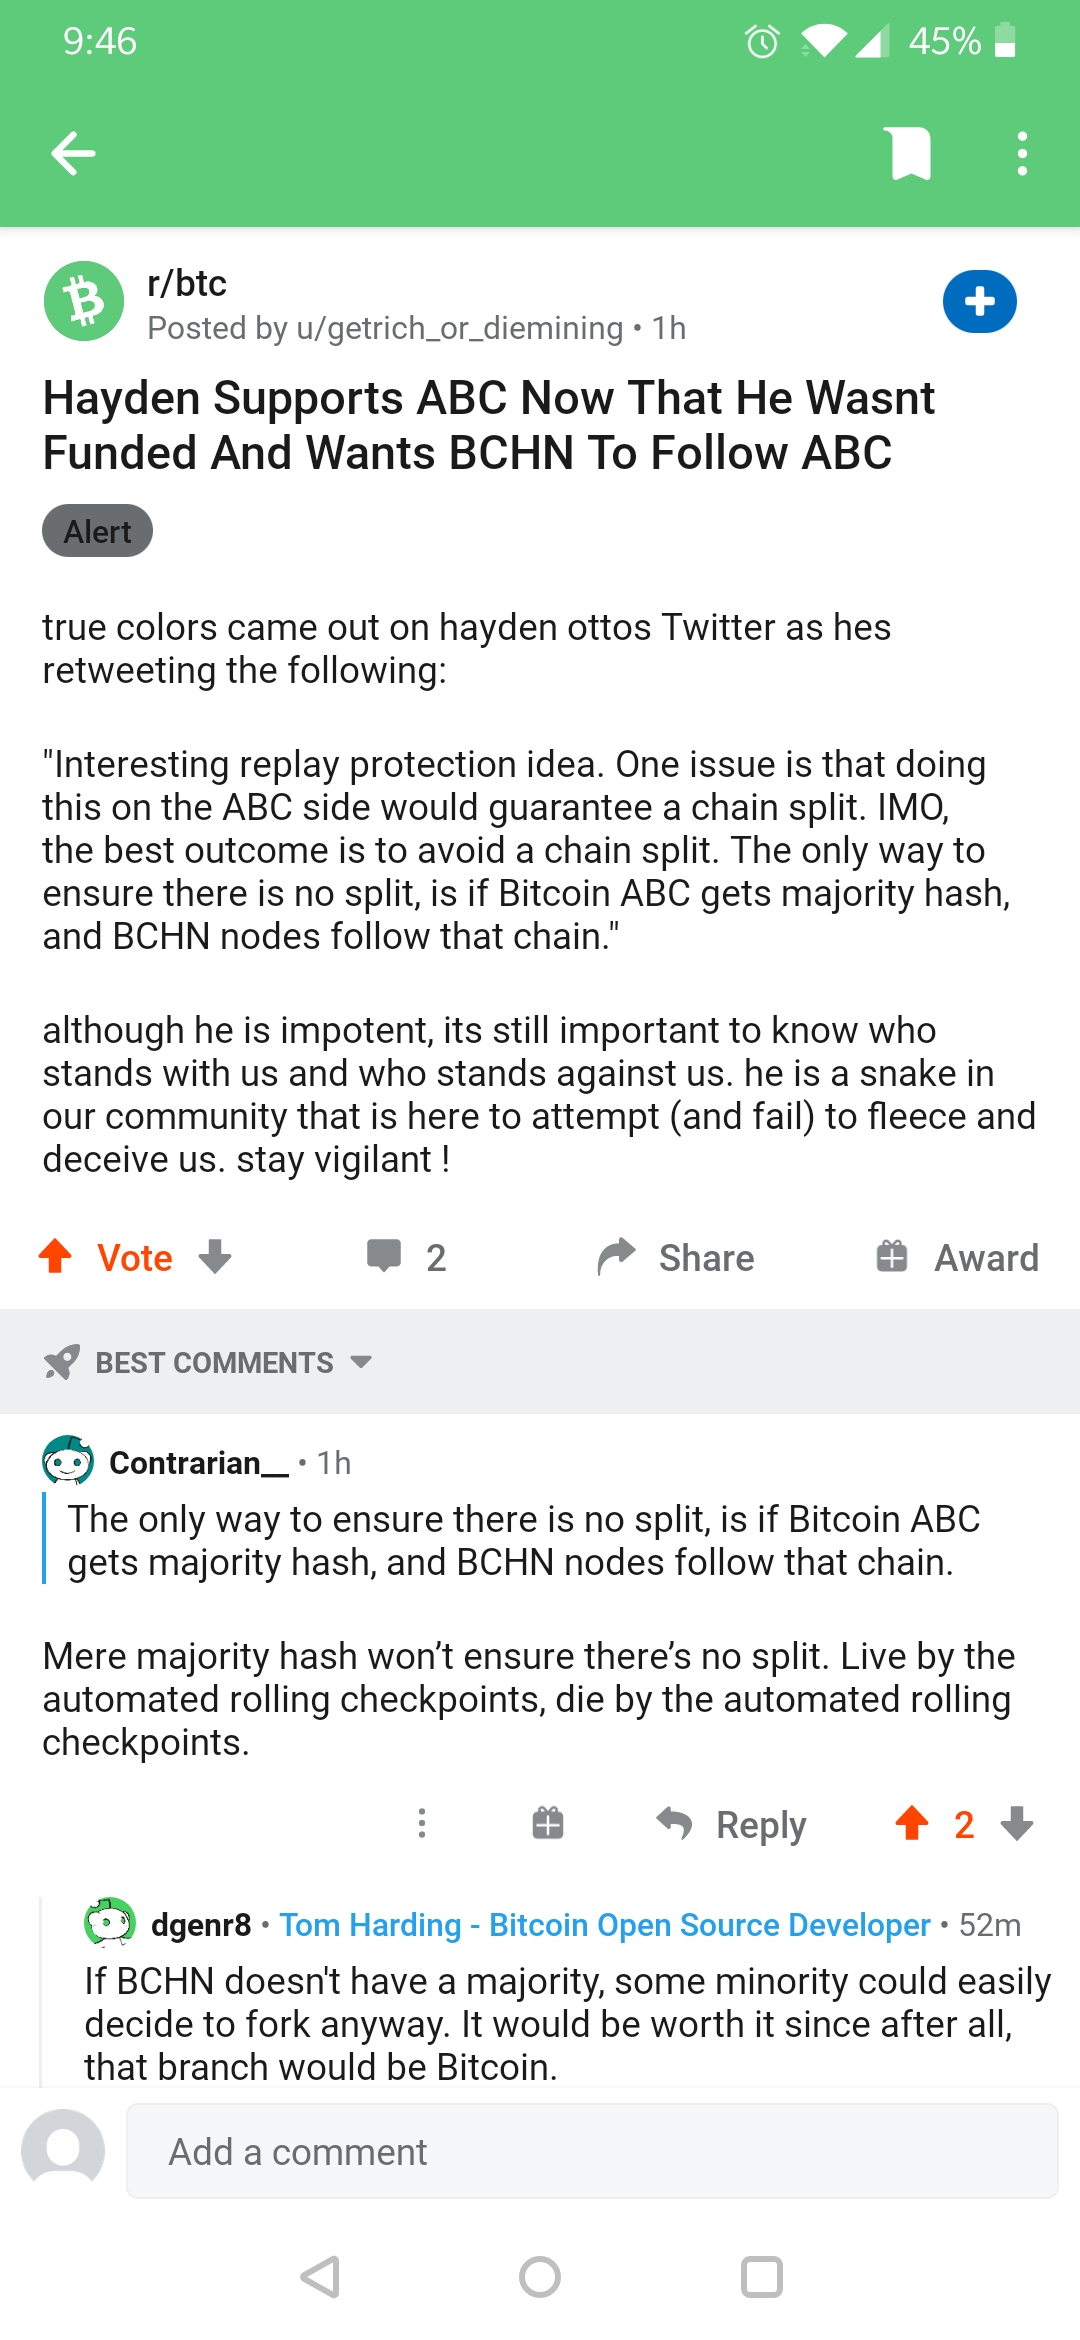 9:46
45%
r/btc
Posted by u/getrich_or_diemining • 1h
Hayden Supports ABC Now That He Wasnt
Funded And Wants BCHN To Follow ABC
Alert
true colors came out on hayden ottos Twitter as hes
retweeting the following:
"Interesting replay protection idea. One issue is that doing
this on the ABC side would guarantee a chain split. IMO,
the best outcome is to avoid a chain split. The only way to
ensure there is no split, is if Bitcoin ABC gets majority hash,
and BCHN nodes follow that chain."
although he is impotent, its still important to know who
stands with us and who stands against us. he is a snake in
our community that is here to attempt (and fail) to fleece and
deceive us. stay vigilant !
Vote
2
Share
Award
BEST COMMENTS
Contrarian__ • 1h
The only way to ensure there is no split, is if Bitcoin ABC
gets majority hash, and BCHN nodes follow that chain.
Mere majority hash won’t ensure there’s no split. Live by the
automated rolling checkpoints, die by the automated rolling
checkpoints.
Reply
2
dgenr8 • Tom Harding - Bitcoin Open Source Developer • 52m
If BCHN doesn't have a majority, some minority could easily
decide to fork anyway. It would be worth it since after all,
that branch would be Bitcoin.
Add a comment